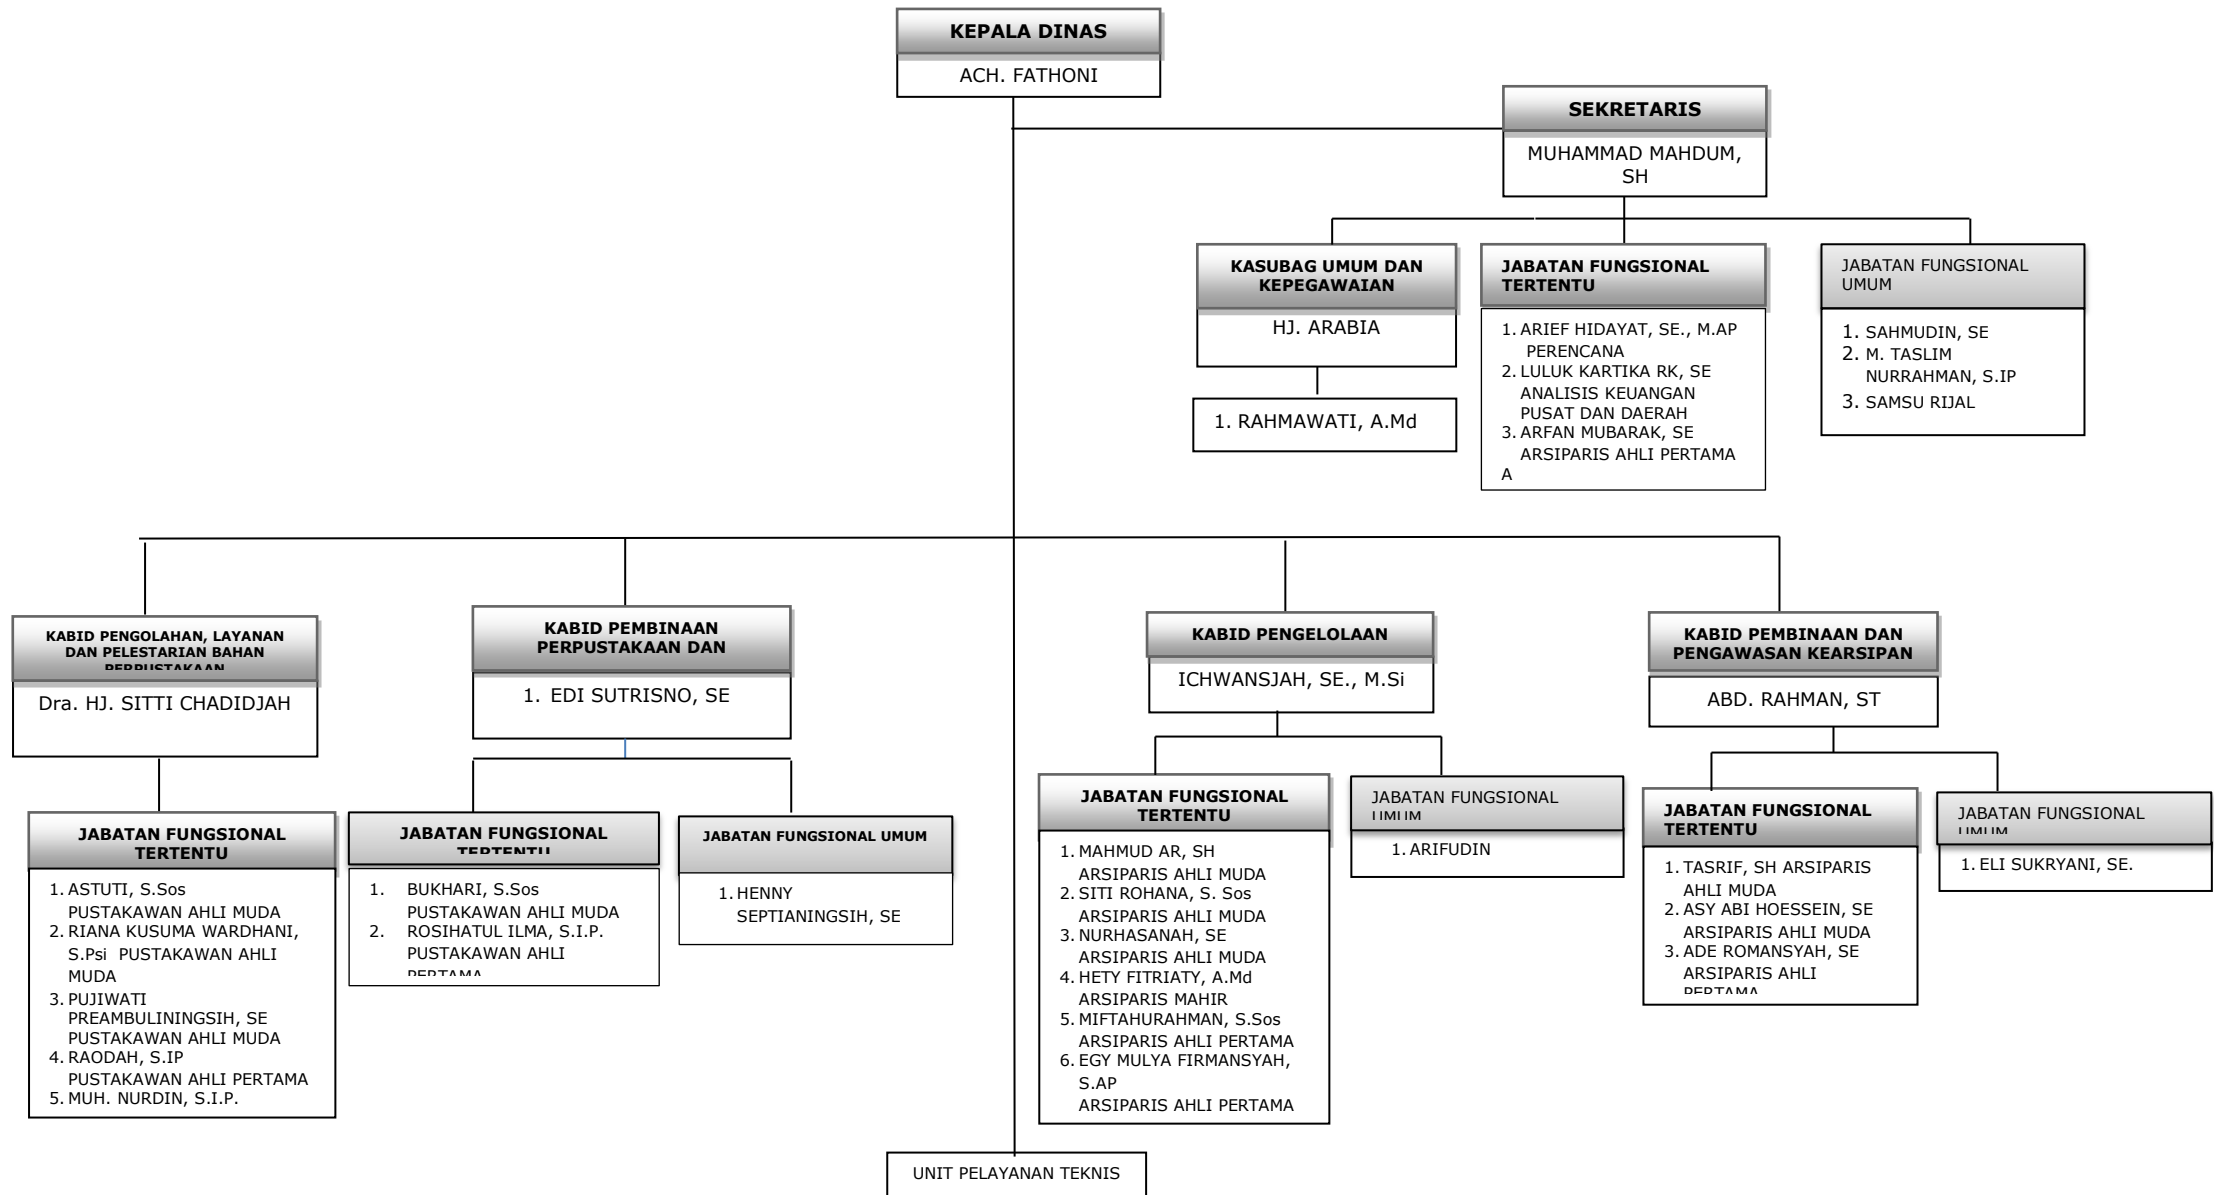 KEPALA DINAS
ACH. FATHONI
SEKRETARIS
MUHAMMAD MAHDUM,
SH
KASUBAG UMUM DAN
KEPEGAWAIAN
HJ. ARABIA
1. RAHMAWATI, A.Md
JABATAN FUNGSIONAL
TERTENTU
1. ARIEF HIDAYAT, SE., M.AP
PERENCANA
2. LULUK KARTIKA RK, SE
ANALISIS KEUANGAN
PUSAT DAN DAERAH
3. ARFAN MUBARAK, SE
ARSIPARIS AHLI PERTAMA
A
JABATAN FUNGSIONAL
UMUM
1. SAHMUDIN, SE
2. M. TASLIM
NURRAHMAN, S.IP
3. SAMSU RIJAL
KABID PENGOLAHAN, LAYANAN
DAN PELESTARIAN BAHAN
PERPUSTAKAAN
Dra. HJ. SITTI CHADIDJAH
JABATAN FUNGSIONAL
TERTENTU
1. ASTUTI, S.Sos
PUSTAKAWAN AHLI MUDA
2. RIANA KUSUMA WARDHANI,
S.Psi PUSTAKAWAN AHLI
MUDA
3. PUJIWATI
PREAMBULININGSIH, SE
PUSTAKAWAN AHLI MUDA
4. RAODAH, S.IP
PUSTAKAWAN AHLI PERTAMA
5. MUH. NURDIN, S.I.P.
KABID PEMBINAAN
PERPUSTAKAAN DAN
1. EDI SUTRISNO, SE
JABATAN FUNGSIONAL
TERTENTU
1. BUKHARI, S.Sos
PUSTAKAWAN AHLI MUDA
2. ROSIHATUL ILMA, S.I.P.
PUSTAKAWAN AHLI
PERTAMA
JABATAN FUNGSIONAL UMUM
1. HENNY
SEPTIANINGSIH, SE
KABID PENGELOLAAN
ICHWANSJAH, SE., M.Si
JABATAN FUNGSIONAL
TERTENTU
1. MAHMUD AR, SH
ARSIPARIS AHLI MUDA
2. SITI ROHANA, S. Sos
ARSIPARIS AHLI MUDA
3. NURHASANAH, SE
ARSIPARIS AHLI MUDA
4. HETY FITRIATY, A.Md
ARSIPARIS MAHIR
5. MIFTAHURAHMAN, S.Sos
ARSIPARIS AHLI PERTAMA
6. EGY MULYA FIRMANSYAH,
S.AP
ARSIPARIS AHLI PERTAMA
JABATAN FUNGSIONAL
UMUM
1. ARIFUDIN
KABID PEMBINAAN DAN
PENGAWASAN KEARSIPAN
ABD. RAHMAN, ST
JABATAN FUNGSIONAL
TERTENTU
1. TASRIF, SH ARSIPARIS
AHLI MUDA
2. ASY ABI HOESSEIN, SE
ARSIPARIS AHLI MUDA
3. ADE ROMANSYAH, SE
ARSIPARIS AHLI
PERTAMA
JABATAN FUNGSIONAL
UMUM
1. ELI SUKRYANI, SE.
UNIT PELAYANAN TEKNIS